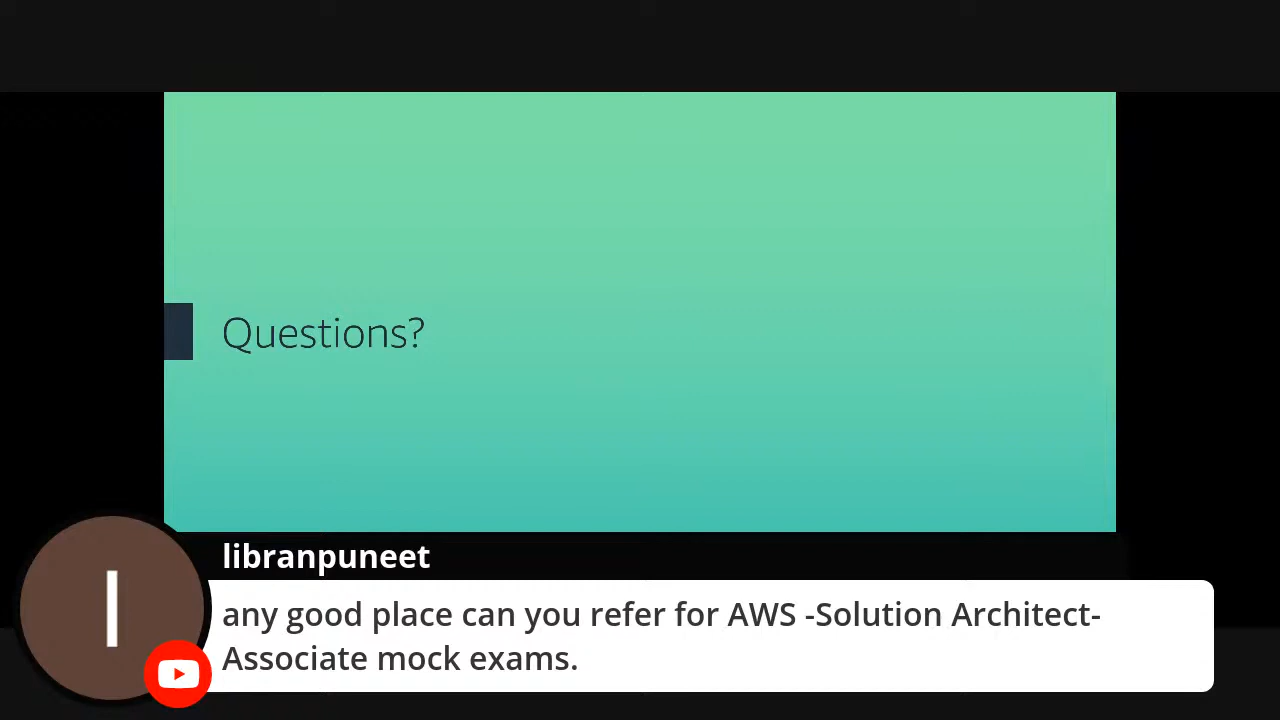 Questions?
l
libranpuneet
any good place can you refer for AWS -Solution Architect-
Associate mock exams.